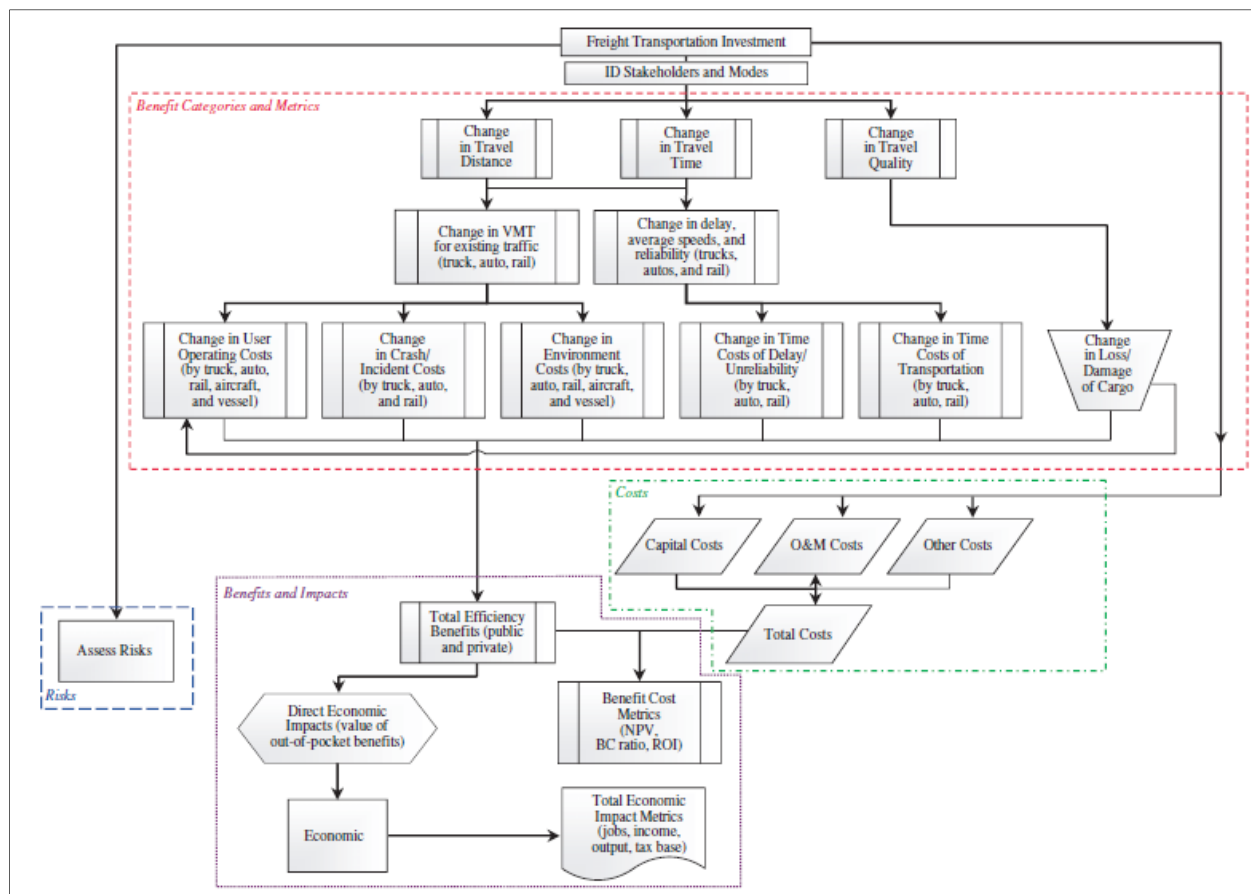 Freight Transportation Investment
ID Stakeholders and Modes
Benefit Categories and Metrics
Change
in Travel
Distance
Change
in Travel
Time
Change
in Travel
Quality
Change in VMT
for existing traffic
(truck, auto, rail)
Change in delay,
average speeds, and
reliability (trucks,
autos, and rail)
Change in User
Operating Costs
(by truck, auto,
rail, aircraft,
and vessel)
Change
in Crash/
Incident Costs
(by truck, auto,
and rail)
Change in
Environment
Costs (by truck,
auto, rail, aircraft,
and vessel)
Change in Time
Costs of Delay/
Unreliability
(by truck,
auto, rail)
Change in Time
Costs of
Transportation
(by truck,
auto, rail)
Change
in Loss/
Damage
of Cargo
Costs
Capital Costs
O&M Costs
Other Costs
Total Costs
Benefits and Impacts
Total Efficiency
Benefits (public
and private)
Assess Risks
Risks
Direct Economic
Impacts (value of
out-of-pocket benefits)
Benefit Cost
Metrics
(NPV,
BC ratio, ROI)
Economic
Total Economic
Impact Metrics
(jobs, income,
output, tax base)